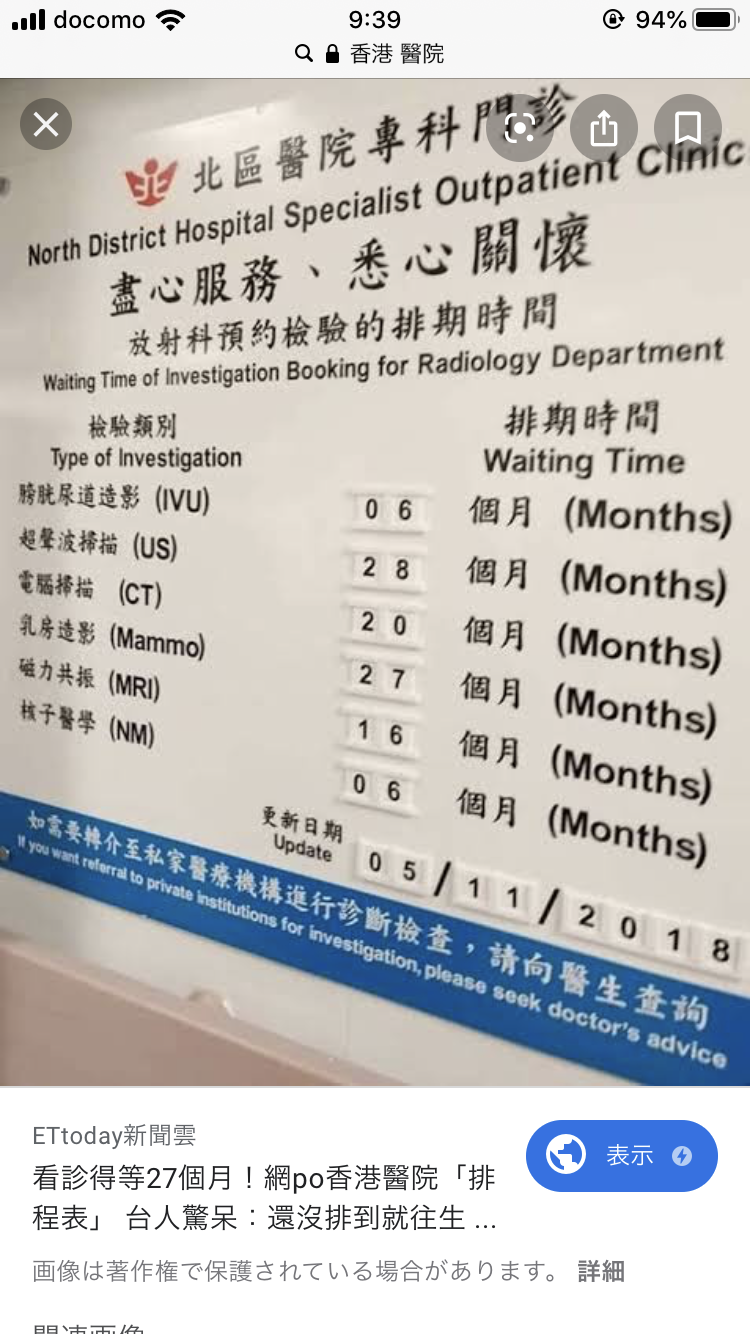 docomo 9:39 94%
香港 醫院
北區醫院專科門診
North District Hospital Specialist Outpatient Clinic
盡心服務、悉心關懷
放射科預約檢驗的排期時間
Waiting Time of Investigation Booking for Radiology Department
檢驗類別 排期時間
Type of Investigation Waiting Time
膀胱尿道造影 (IVU) 06 個月 (Months)
超聲波掃描 (US) 28 個月 (Months)
電腦掃描 (CT) 20 個月 (Months)
乳房造影 (Mammo) 27 個月 (Months)
磁力共振 (MRI) 16 個月 (Months)
核子醫學 (NM) 06 個月 (Months)
更新日期
Update 05/11/2018
如需要轉介至私家醫療機構進行診斷檢查，請向醫生查詢
If you want referral to private institutions for investigation, please seek doctor's advice
ETtoday新聞雲
看診得等27個月！網po香港醫院「排
程表」 台人驚呆：還沒排到就往生 ...
表示
画像は著作権で保護されている場合があります。 詳細
関連画像